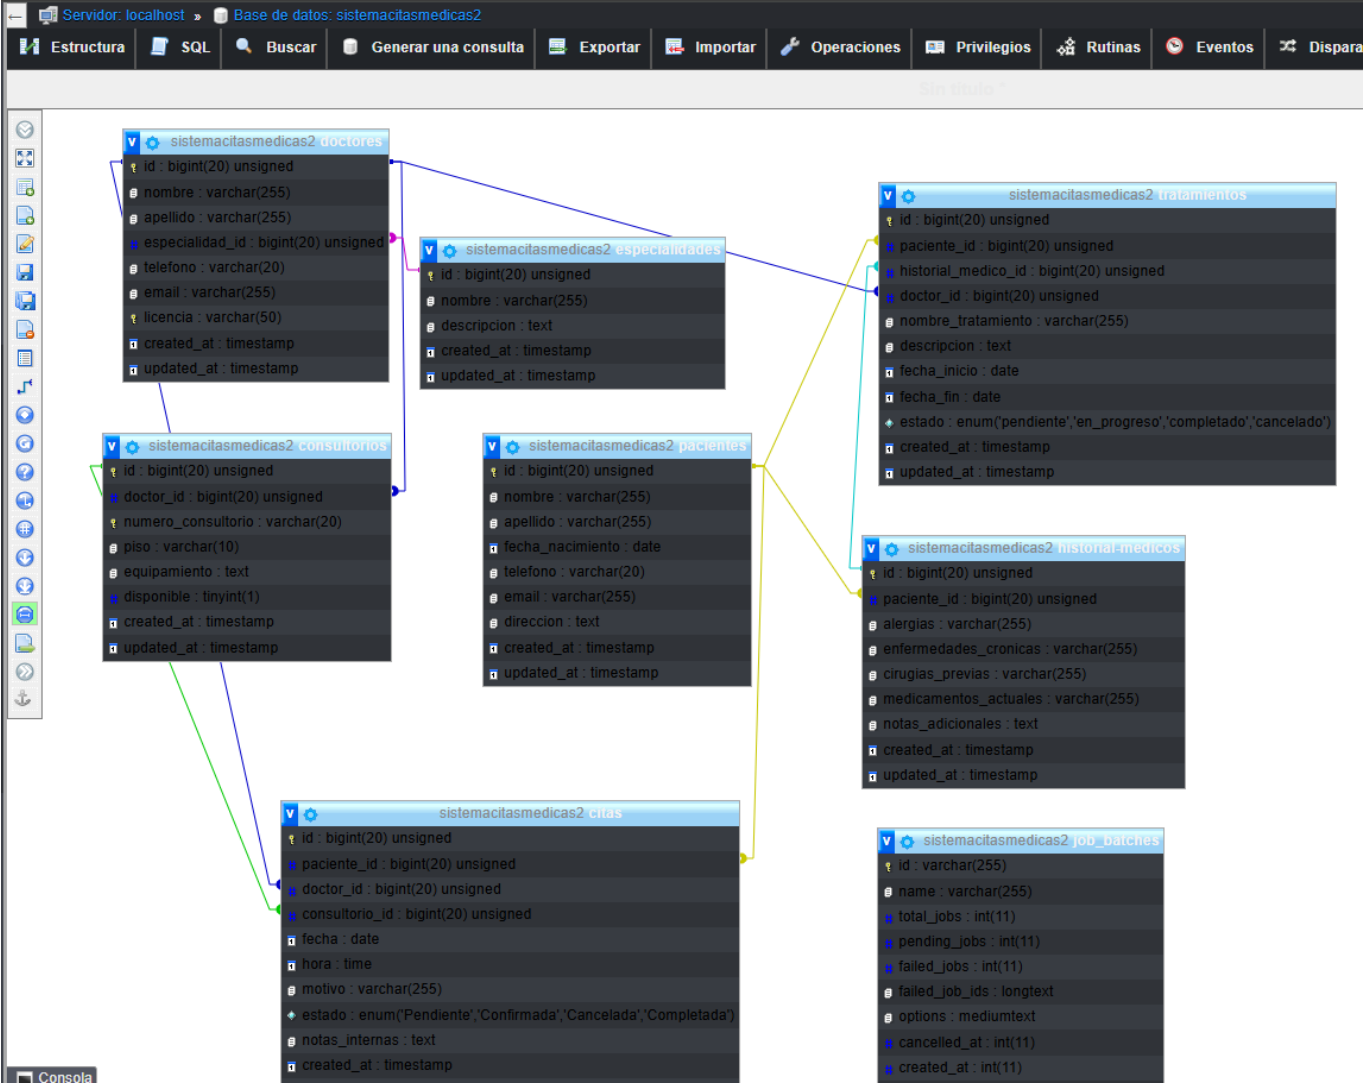 Servidor: localhost » Base de datos: sistemacitasmedicas2
Estructura SQL Buscar Generar una consulta Exportar Importar Operaciones Privilegios Rutinas Eventos Dispara
Sin título *
sistemacitasmedicas2 doctores
id : bigint(20) unsigned
nombre : varchar(255)
apellido : varchar(255)
especialidad_id : bigint(20) unsigned
telefono : varchar(20)
email : varchar(255)
licencia : varchar(50)
created_at : timestamp
updated_at : timestamp
sistemacitasmedicas2 especialidades
id : bigint(20) unsigned
nombre : varchar(255)
descripcion : text
created_at : timestamp
updated_at : timestamp
sistemacitasmedicas2 tratamientos
id : bigint(20) unsigned
paciente_id : bigint(20) unsigned
historial_medico_id : bigint(20) unsigned
doctor_id : bigint(20) unsigned
nombre_tratamiento : varchar(255)
descripcion : text
fecha_inicio : date
fecha_fin : date
estado : enum('pendiente','en_progreso','completado','cancelado')
created_at : timestamp
updated_at : timestamp
sistemacitasmedicas2 consultorios
id : bigint(20) unsigned
doctor_id : bigint(20) unsigned
numero_consultorio : varchar(20)
piso : varchar(10)
equipamiento : text
disponible : tinyint(1)
created_at : timestamp
updated_at : timestamp
sistemacitasmedicas2 pacientes
id : bigint(20) unsigned
nombre : varchar(255)
apellido : varchar(255)
fecha_nacimiento : date
telefono : varchar(20)
email : varchar(255)
direccion : text
created_at : timestamp
updated_at : timestamp
sistemacitasmedicas2 historial-medicos
id : bigint(20) unsigned
paciente_id : bigint(20) unsigned
alergias : varchar(255)
enfermedades_cronicas : varchar(255)
cirugias_previas : varchar(255)
medicamentos_actuales : varchar(255)
notas_adicionales : text
created_at : timestamp
updated_at : timestamp
sistemacitasmedicas2 citas
id : bigint(20) unsigned
paciente_id : bigint(20) unsigned
doctor_id : bigint(20) unsigned
consultorio_id : bigint(20) unsigned
fecha : date
hora : time
motivo : varchar(255)
estado : enum('Pendiente','Confirmada','Cancelada','Completada')
notas_internas : text
created_at : timestamp
sistemacitasmedicas2 job_batches
id : varchar(255)
name : varchar(255)
total_jobs : int(11)
pending_jobs : int(11)
failed_jobs : int(11)
failed_job_ids : longtext
options : mediumtext
cancelled_at : int(11)
created_at : int(11)
Consola